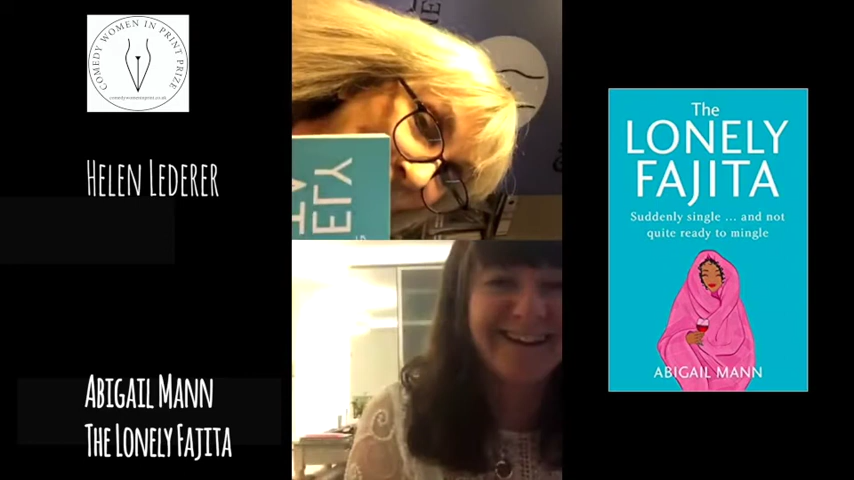 COMEDY WOMEN IN PRINT PRIZE
comedywomeninprint.co.uk
HELEN LEDERER
ABIGAIL MANN
THE LONELY FAJITA
ELY
The
LONELY
FAJITA
Suddenly single ... and not
quite ready to mingle
ABIGAIL MANN